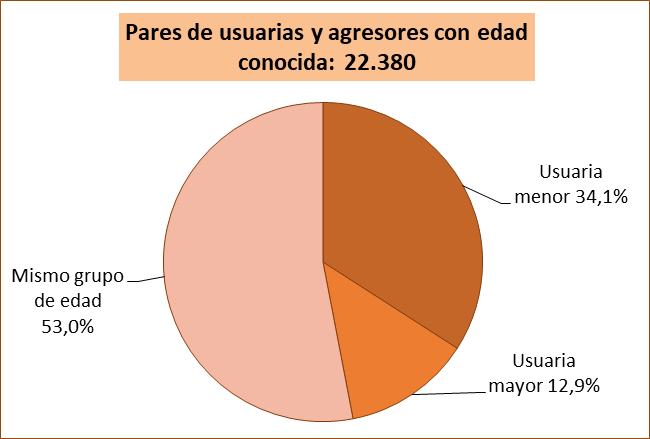 Pares de usuarias y agresores con edad
conocida: 22.380
Usuaria
menor 34,1%
Mismo grupo
de edad
53,0%
Usuaria
mayor 12,9%